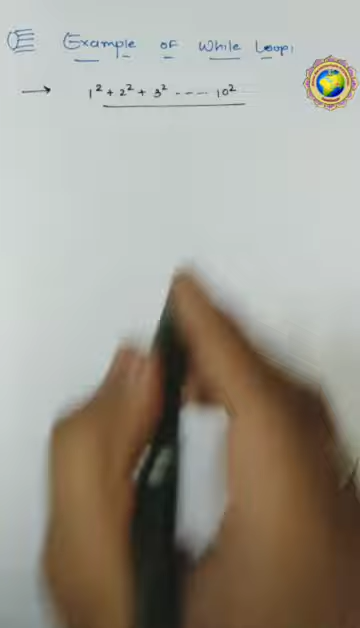 Example of While Loop:
→ 1² + 2² + 3² ---- 10²